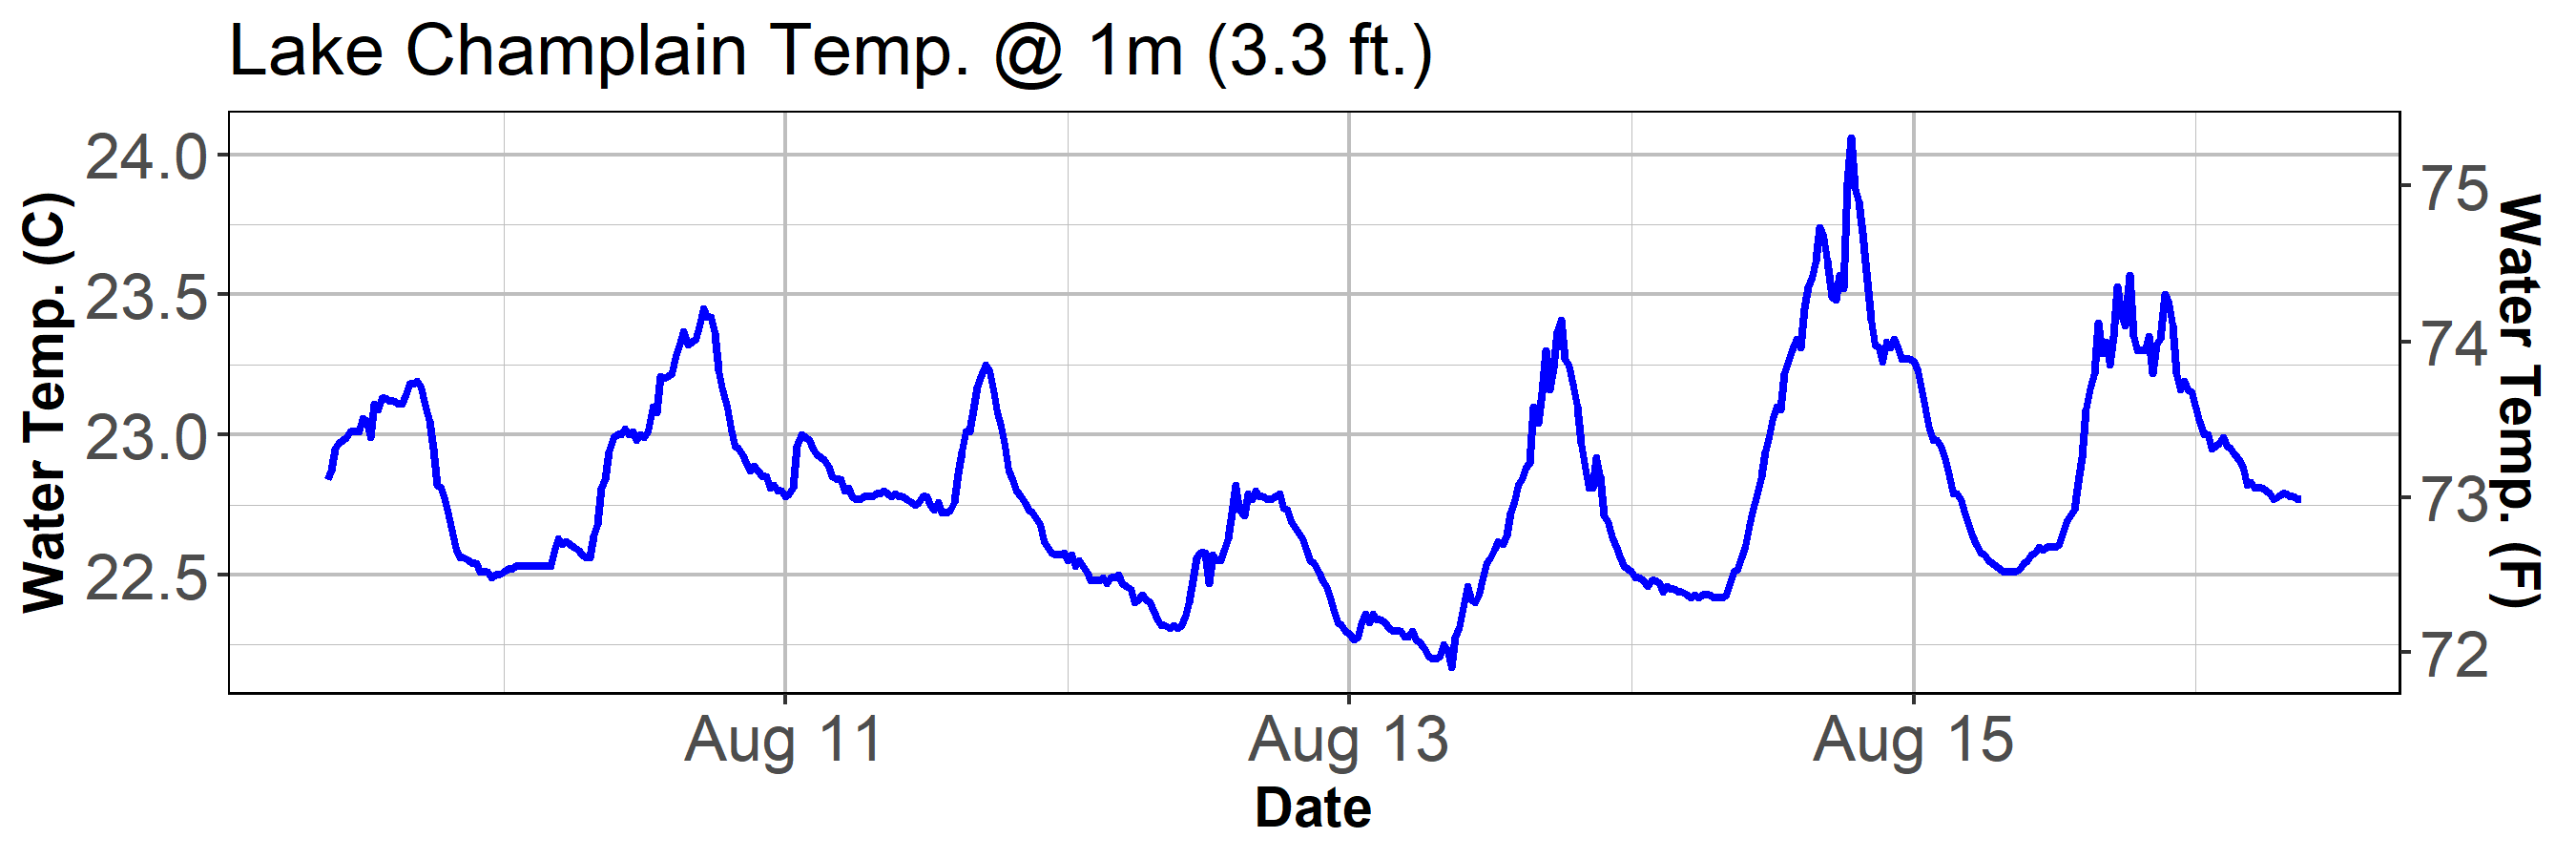 Lake Champlain Temp. @ 1m (3.3 ft.)
Water Temp. (C)
24.0
23.5
23.0
22.5
75
74
73
72
Water Temp. (F)
Aug 11
Aug 13
Aug 15
Date